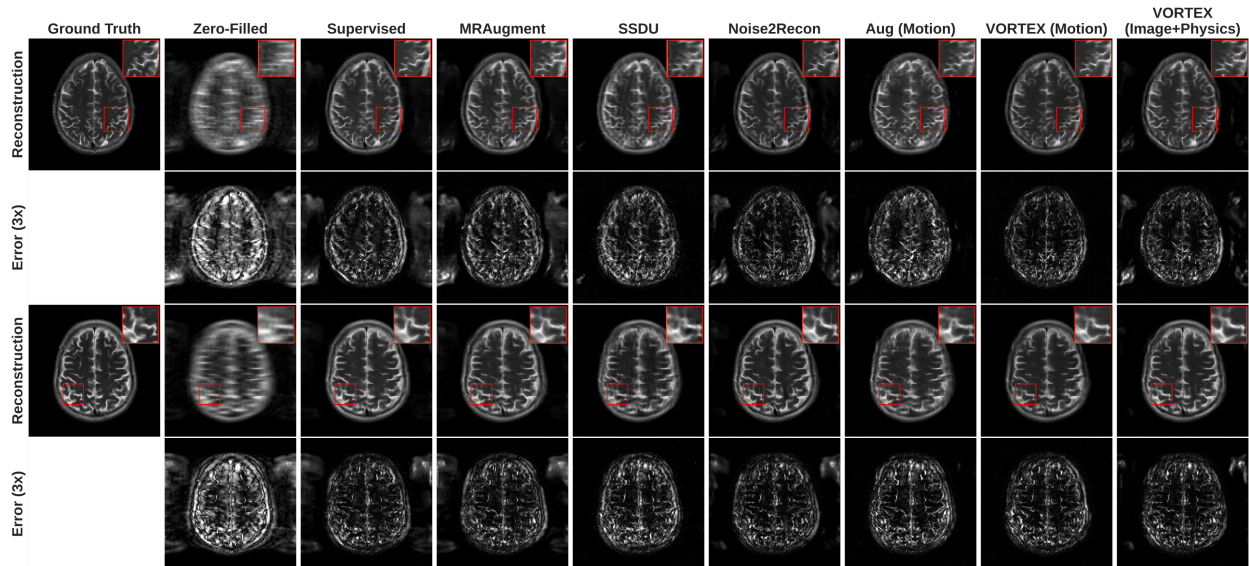 Ground Truth
Zero-Filled
Supervised
MRAugment
SSDU
Noise2Recon
Aug (Motion)
VORTEX (Motion)
VORTEX
(Image+Physics)
Reconstruction
Error (3x)
Reconstruction
Error (3x)